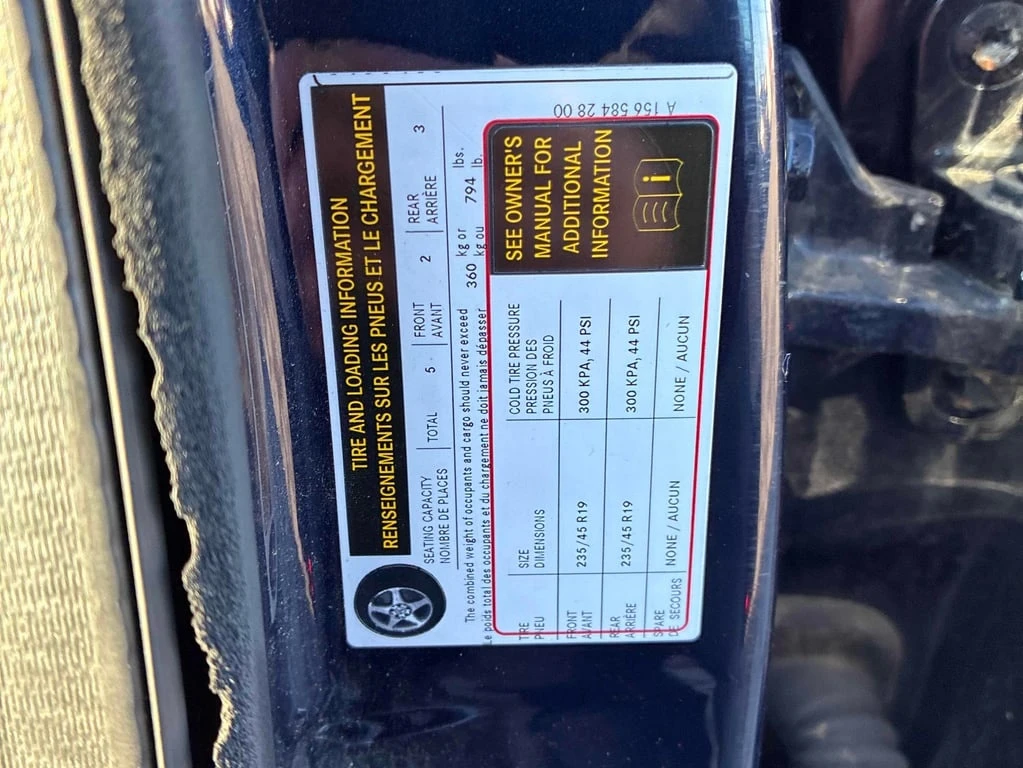 TIRE AND LOADING INFORMATION
RENSEIGNEMENTS SUR LES PNEUS ET LE CHARGEMENT
SEATING CAPACITY
NOMBRE DE PLACES
TOTAL 5
FRONT
AVANT
2
REAR
ARRIÈRE
3
The combined weight of occupants and cargo should never exceed 360 kg or 794 lbs.
Le poids total des occupants et du chargement ne doit jamais dépasser kg ou lb.
TIRE SIZE COLD TIRE PRESSURE
PNEU DIMENSIONS PRESSION DES
PNEUS À FROID
FRONT
AVANT
235/45 R19 300 KPA, 44 PSI
REAR
ARRIÈRE
235/45 R19 300 KPA, 44 PSI
SPARE
DE SECOURS
NONE / AUCUN NONE / AUCUN
SEE OWNER'S
MANUAL FOR
ADDITIONAL
INFORMATION
i
A 156 584 28 00